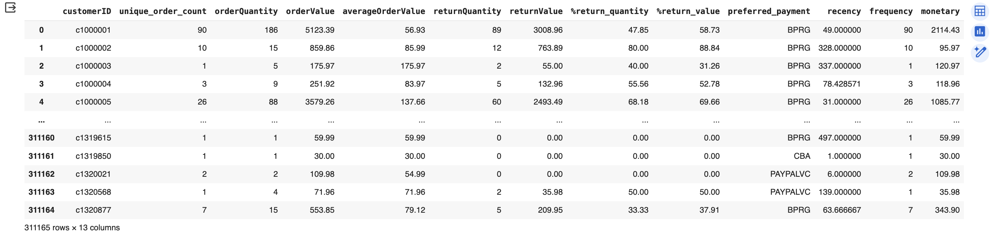 customerID unique_order_count orderQuantity orderValue averageOrderValue returnQuantity returnValue %return_quantity %return_value preferred_payment recency frequency monetary
0 c1000001 90 186 5123.39 56.93 89 3008.96 47.85 58.73 BPRG 49.000000 90 2114.43
1 c1000002 10 15 859.86 85.99 12 763.89 80.00 88.84 BPRG 328.000000 10 95.97
2 c1000003 1 5 175.97 175.97 2 55.00 40.00 31.26 BPRG 337.000000 1 120.97
3 c1000004 3 9 251.92 83.97 5 132.96 55.56 52.78 BPRG 78.428571 3 118.96
4 c1000005 26 88 3579.26 137.66 60 2493.49 68.18 69.66 BPRG 31.000000 26 1085.77
... ... ... ... ... ... ... ... ... ... ... ... ... ...
311160 c1319615 1 1 59.99 59.99 0 0.00 0.00 0.00 BPRG 497.000000 1 59.99
311161 c1319850 1 1 30.00 30.00 0 0.00 0.00 0.00 CBA 1.000000 1 30.00
311162 c1320021 2 2 109.98 54.99 0 0.00 0.00 0.00 PAYPALVC 6.000000 2 109.98
311163 c1320568 1 4 71.96 71.96 2 35.98 50.00 50.00 PAYPALVC 139.000000 1 35.98
311164 c1320877 7 15 553.85 79.12 5 209.95 33.33 37.91 BPRG 63.666667 7 343.90
311165 rows × 13 columns